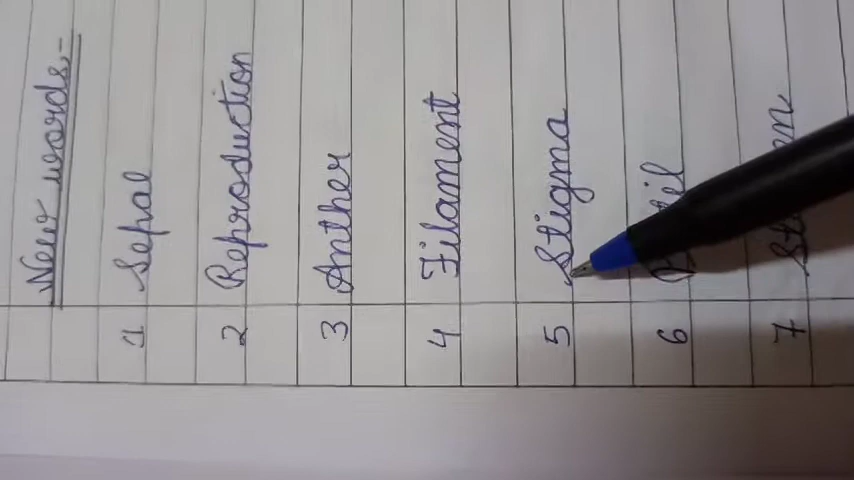 New words,-
1 Sepal
2 Reproduction
3 Anther
4 Filament
5 Stigma
6
7